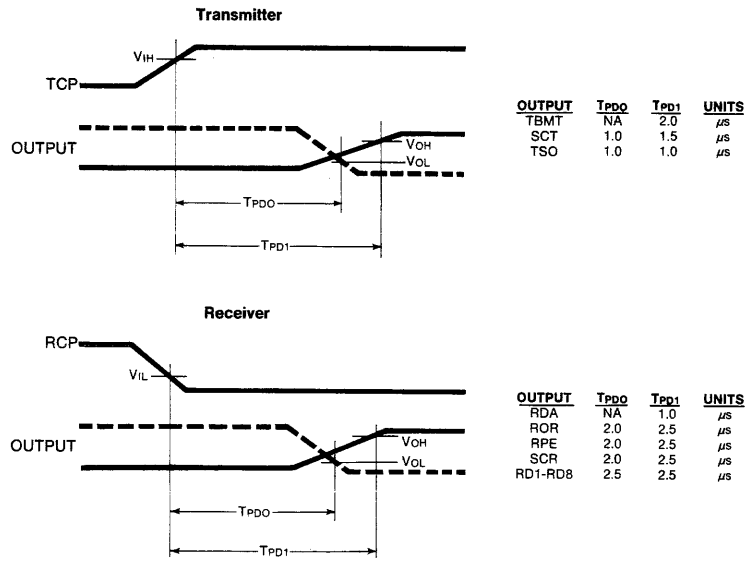 Transmitter
VIH
TCP
OUTPUT
VOH
VOL
TPDO
TPD1
OUTPUT TPDO TPD1 UNITS
TBMT NA 2.0 µs
SCT 1.0 1.5 µs
TSO 1.0 1.0 µs
Receiver
RCP
VIL
OUTPUT
VOH
VOL
TPDO
TPD1
OUTPUT TPDO TPD1 UNITS
RDA NA 1.0 µs
ROR 2.0 2.5 µs
RPE 2.0 2.5 µs
SCR 2.0 2.5 µs
RD1-RD8 2.5 2.5 µs